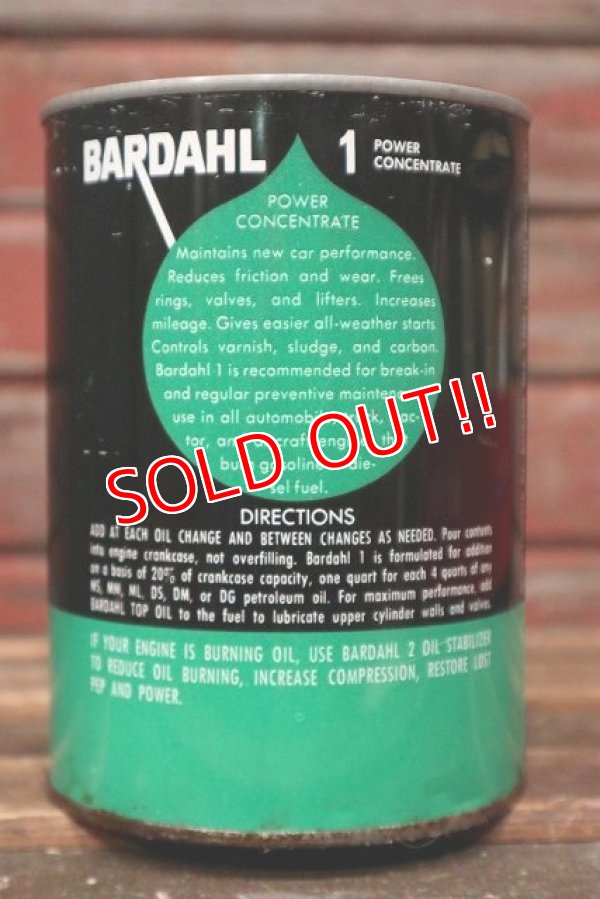 BARDAHL
1 POWER
CONCENTRATE
POWER
CONCENTRATE
Maintains new car performance.
Reduces friction and wear. Frees
rings, valves, and lifters. Increases
mileage. Gives easier all-weather starts.
Controls varnish, sludge, and carbon.
Bardahl 1 is recommended for break-in
and regular preventive
use in all
tor,
gasoline
sel fuel.
SOLD OUT!!
DIRECTIONS
ADD AT EACH OIL CHANGE AND BETWEEN CHANGES AS NEEDED. Pour contents
into engine crankcase, not overfilling. Bardahl 1 is formulated for addition
on a basis of 20% of crankcase capacity, one quart for each 4 quarts of any
MS, MM, ML, DS, DM, or DG petroleum oil. For maximum performance, add
BARDAHL TOP OIL to the fuel to lubricate upper cylinder walls and valves.
IF YOUR ENGINE IS BURNING OIL, USE BARDAHL 2 OIL STABILIZER
TO REDUCE OIL BURNING, INCREASE COMPRESSION, RESTORE LOST
PEP AND POWER.